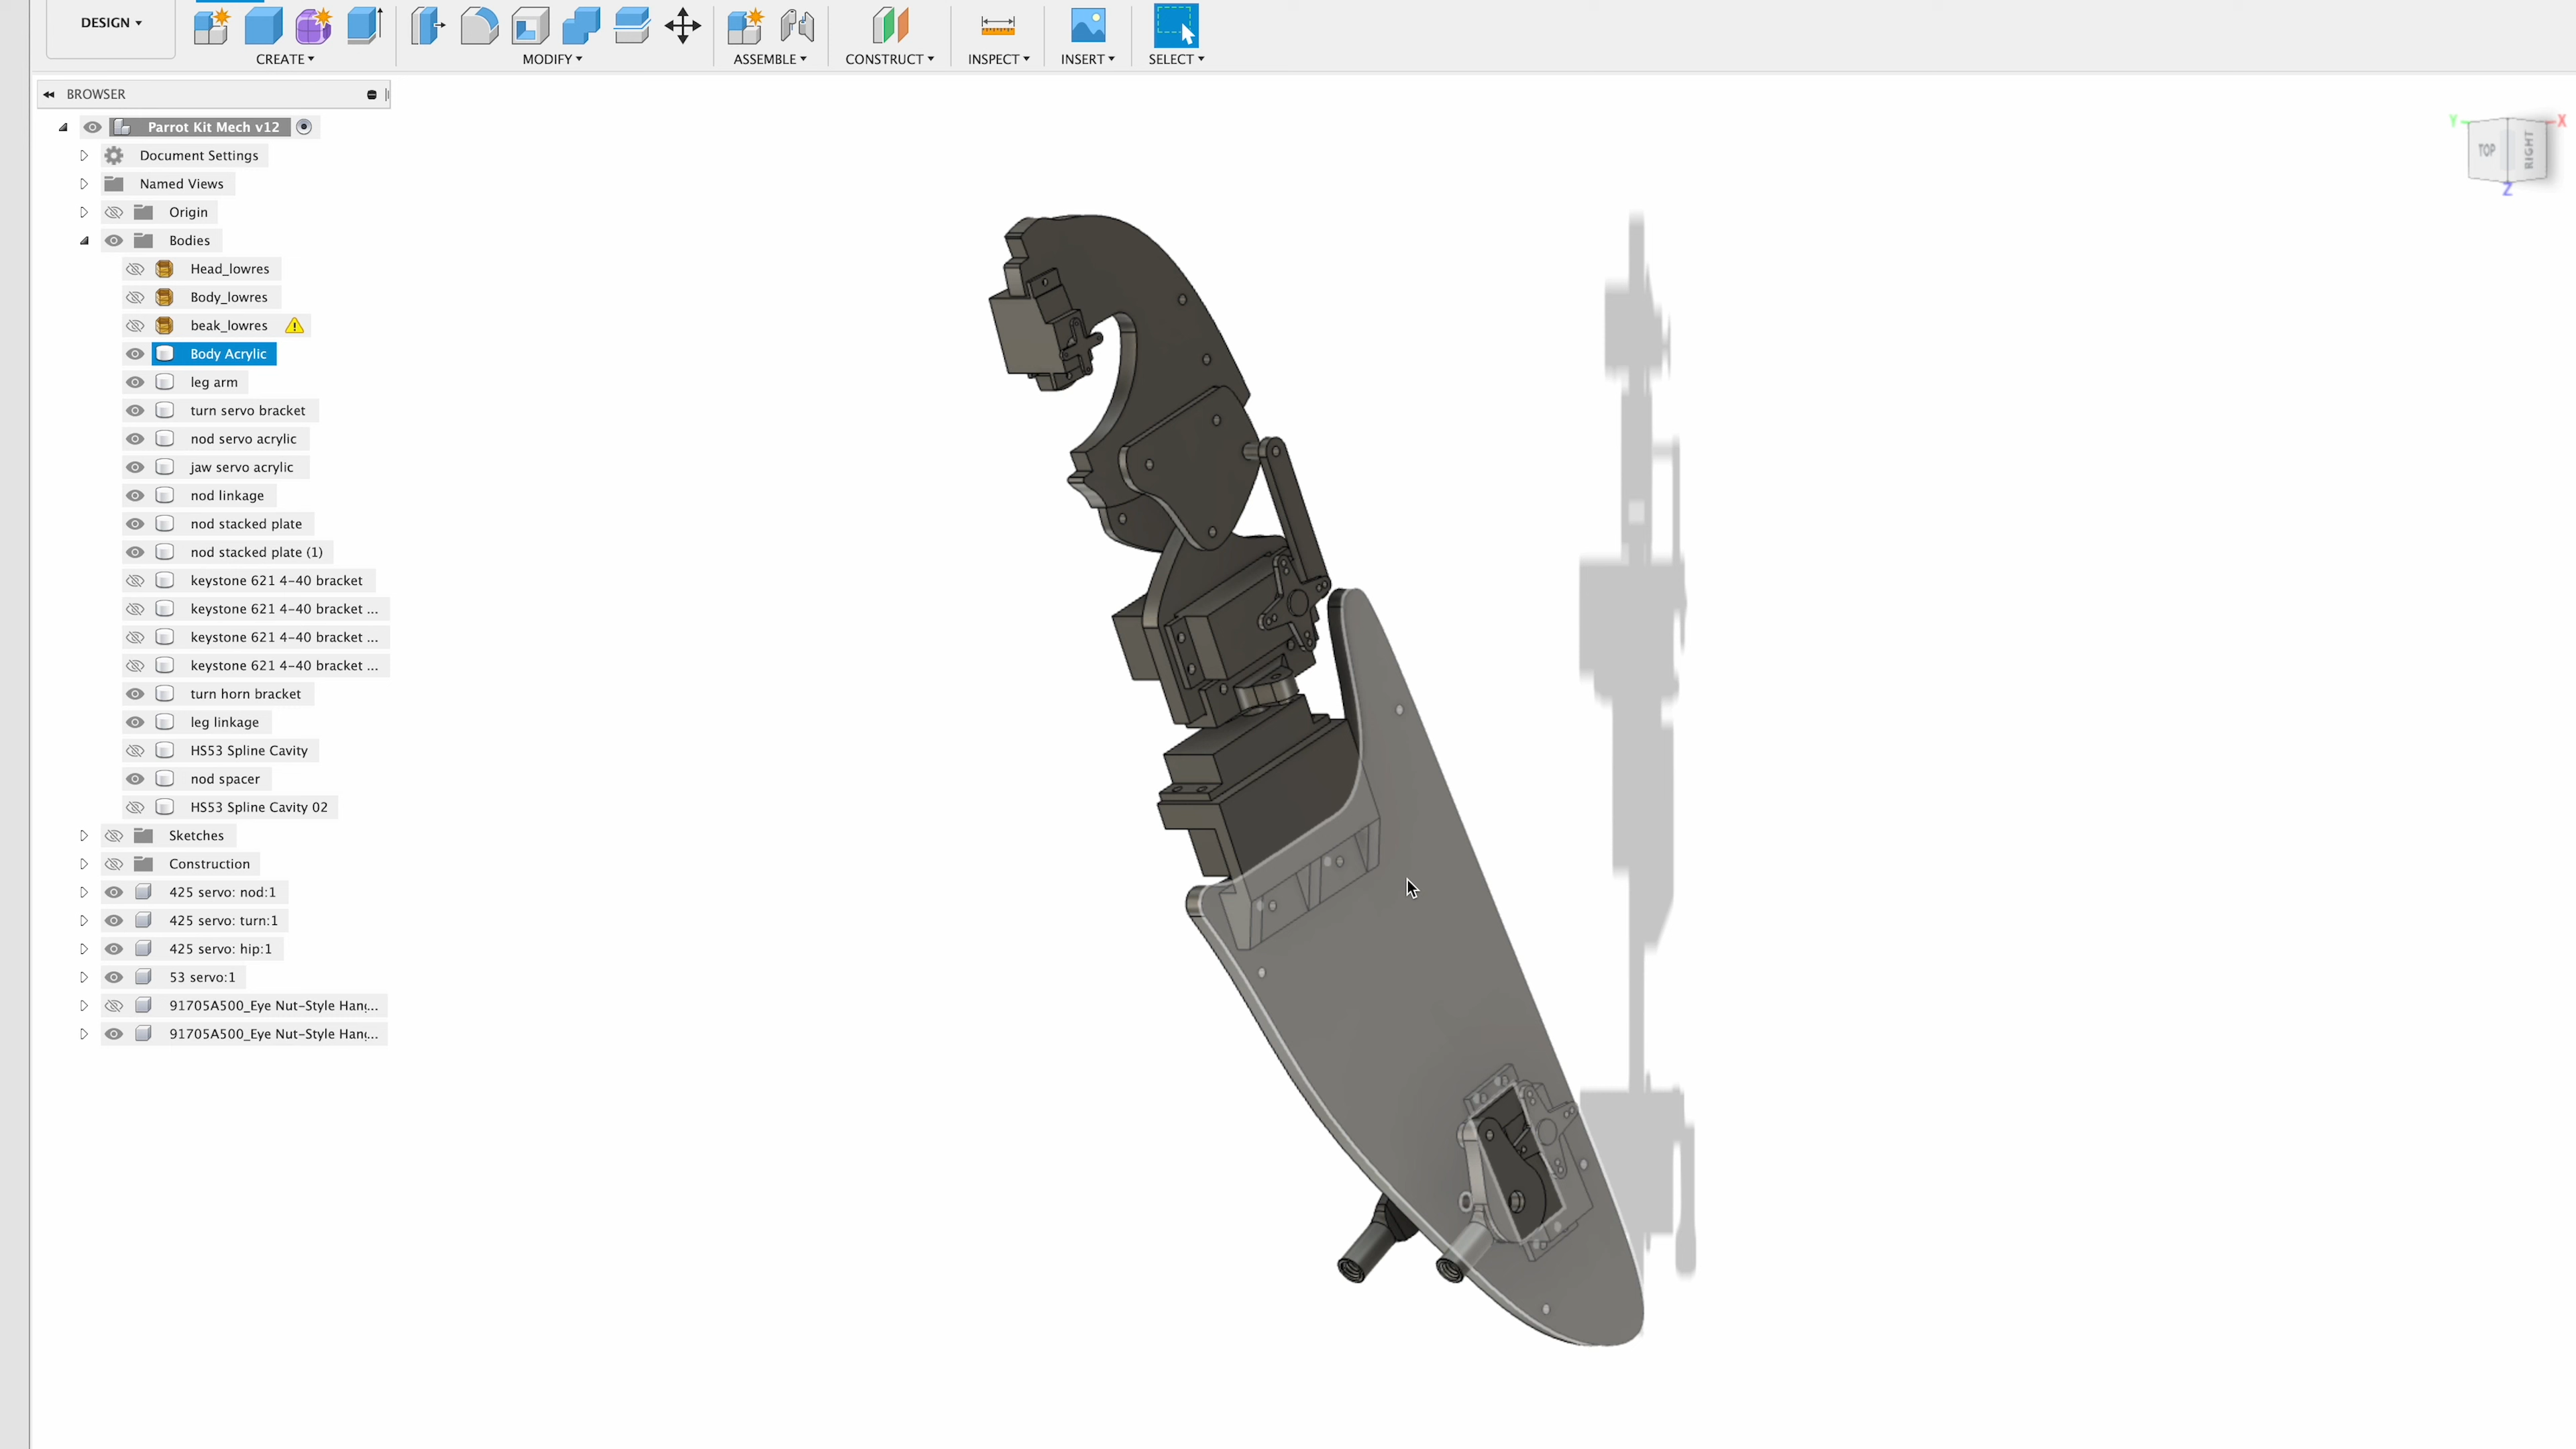 DESIGN
CREATE
MODIFY
ASSEMBLE
CONSTRUCT
INSPECT
INSERT
SELECT
BROWSER
Parrot Kit Mech v12
Document Settings
Named Views
Origin
Bodies
Head_lowres
Body_lowres
beak_lowres
Body Acrylic
leg arm
turn servo bracket
nod servo acrylic
jaw servo acrylic
nod linkage
nod stacked plate
nod stacked plate (1)
keystone 621 4-40 bracket
keystone 621 4-40 bracket ...
keystone 621 4-40 bracket ...
keystone 621 4-40 bracket ...
turn horn bracket
leg linkage
HS53 Spline Cavity
nod spacer
HS53 Spline Cavity 02
Sketches
Construction
425 servo: nod:1
425 servo: turn:1
425 servo: hip:1
53 servo:1
91705A500_Eye Nut-Style Hang...
91705A500_Eye Nut-Style Hang...
Y
X
TOP
RIGHT
Z